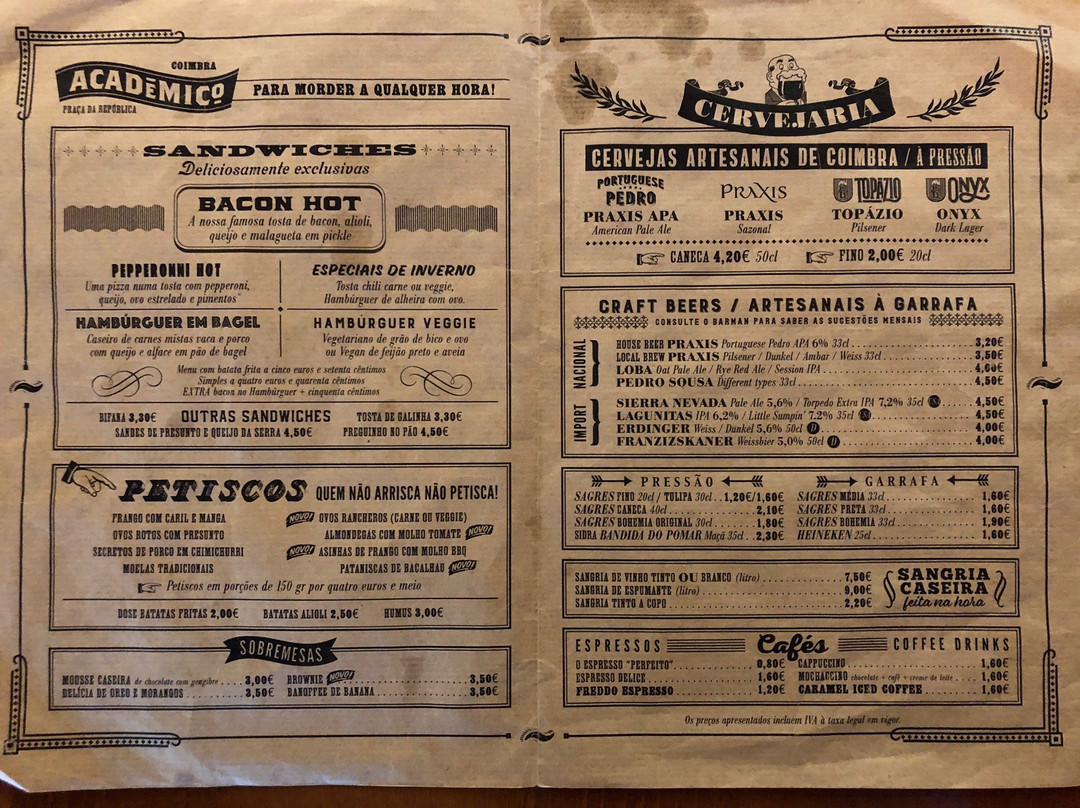 COIMBRA
ACADÉMICO
PRAÇA DA REPÚBLICA
PARA MORDER A QUALQUER HORA!
SANDWICHES
Deliciosamente exclusivas
BACON HOT
A nossa famosa tosta de bacon, alioli,
queijo e malagueta em pickle
PEPPERONNI HOT
Uma pizza numa tosta com pepperoni,
queijo, ovo estrelado e pimentos"
ESPECIAIS DE INVERNO
Tosta chili carne ou veggie,
Hambúrguer de alheira com ovo.
HAMBÚRGUER EM BAGEL
Caseiro de carnes mistas vaca e porco
com queijo e alface em pão de bagel
HAMBÚRGUER VEGGIE
Vegetariano de grão de bico e ovo
ou Vegan de feijão preto e aveia
Menu com batata frita a cinco euros e setenta cêntimos
Simples a quatro euros e quarenta cêntimos
EXTRA bacon no Hambúrguer + cinquenta cêntimos
BIFANA 3,30€ OUTRAS SANDWICHES TOSTA DE GALINHA 3,30€
SANDES DE PRESUNTO E QUEIJO DA SERRA 4,50€ PREGUINHO NO PÃO 4,50€
PETISCOS QUEM NÃO ARRISCA NÃO PETISCA!
FRANGO COM CARIL E MANGA
OVOS ROTOS COM PRESUNTO
SECRETOS DE PORCO EM CHIMICHURRI
MOELAS TRADICIONAIS
NOVO! OVOS RANCHEROS (CARNE OU VEGGIE)
ALMONDEGAS COM MOLHO TOMATE NOVO!
NOVO! ASINHAS DE FRANGO COM MOLHO BBQ
PATANISCAS DE BACALHAU NOVO!
Petiscos em porções de 150 gr por quatro euros e meio
DOSE BATATAS FRITAS 2,00€ BATATAS ALIOLI 2,50€ HUMUS 3,00€
SOBREMESAS
MOUSSE CASEIRA de chocolate com gengibre .... 3,00€
DELÍCIA DE OREO E MORANGOS ............ 3,50€
BROWNIE NOVO! ............ 3,50€
BANOFFEE DE BANANA ............ 3,50€
CERVEJARIA
CERVEJAS ARTESANAIS DE COIMBRA / À PRESSÃO
PORTUGUESE
PEDRO
PRAXIS APA
American Pale Ale
PRAXIS
PRAXIS
Sazonal
TOPÁZIO
TOPÁZIO
Pilsener
ONYX
ONYX
Dark Lager
CANECA 4,20€ 50cl FINO 2,00€ 20cl
CRAFT BEERS / ARTESANAIS À GARRAFA
CONSULTE O BARMAN PARA SABER AS SUGESTÕES MENSAIS
NACIONAL
HOUSE BEER PRAXIS Portuguese Pedro APA 6% 33cl ............ 3,20€
LOCAL BREW PRAXIS Pilsener / Dunkel / Ambar / Weiss 33cl ............ 3,50€
LOBA Oat Pale Ale / Rye Red Ale / Session IPA ............ 4,60€
PEDRO SOUSA Different types 33cl ............ 4,50€
IMPORT
SIERRA NEVADA Pale Ale 5,6% / Torpedo Extra IPA 7,2% 35cl ............ 4,50€
LAGUNITAS IPA 6,2% / Little Sumpin' 7.2% 35cl ............ 4,50€
ERDINGER Weiss / Dunkel 5,6% 50cl ............ 4,00€
FRANZIZSKANER Weissbier 5,0% 50cl ............ 4,00€
PRESSÃO
SAGRES FINO 20cl / TULIPA 30cl .. 1,20€/1,60€
SAGRES CANECA 40cl ............ 2,10€
SAGRES BOHEMIA ORIGINAL 30cl ............ 1,80€
SIDRA BANDIDA DO POMAR Maçã 35cl .. 2,30€
GARRAFA
SAGRES MÉDIA 33cl ............ 1,60€
SAGRES PRETA 33cl ............ 1,60€
SAGRES BOHEMIA 33cl ............ 1,90€
HEINEKEN 25cl ............ 1,60€
SANGRIA DE VINHO TINTO OU BRANCO (litro) ............ 7,50€
SANGRIA DE ESPUMANTE (litro) ............ 9,00€
SANGRIA TINTO A COPO ............ 2,20€
SANGRIA
CASEIRA
feita na hora
ESPRESSOS Cafés COFFEE DRINKS
O ESPRESSO "PERFEITO" ............ 0,80€
ESPRESSO DELICE ............ 1,60€
FREDDO ESPRESSO ............ 1,20€
CAPPUCCINO ............ 1,60€
MOCHACCINO chocolate + café + creme de leite .... 1,60€
CARAMEL ICED COFFEE ............ 1,60€
Os preços apresentados incluem IVA à taxa legal em vigor.